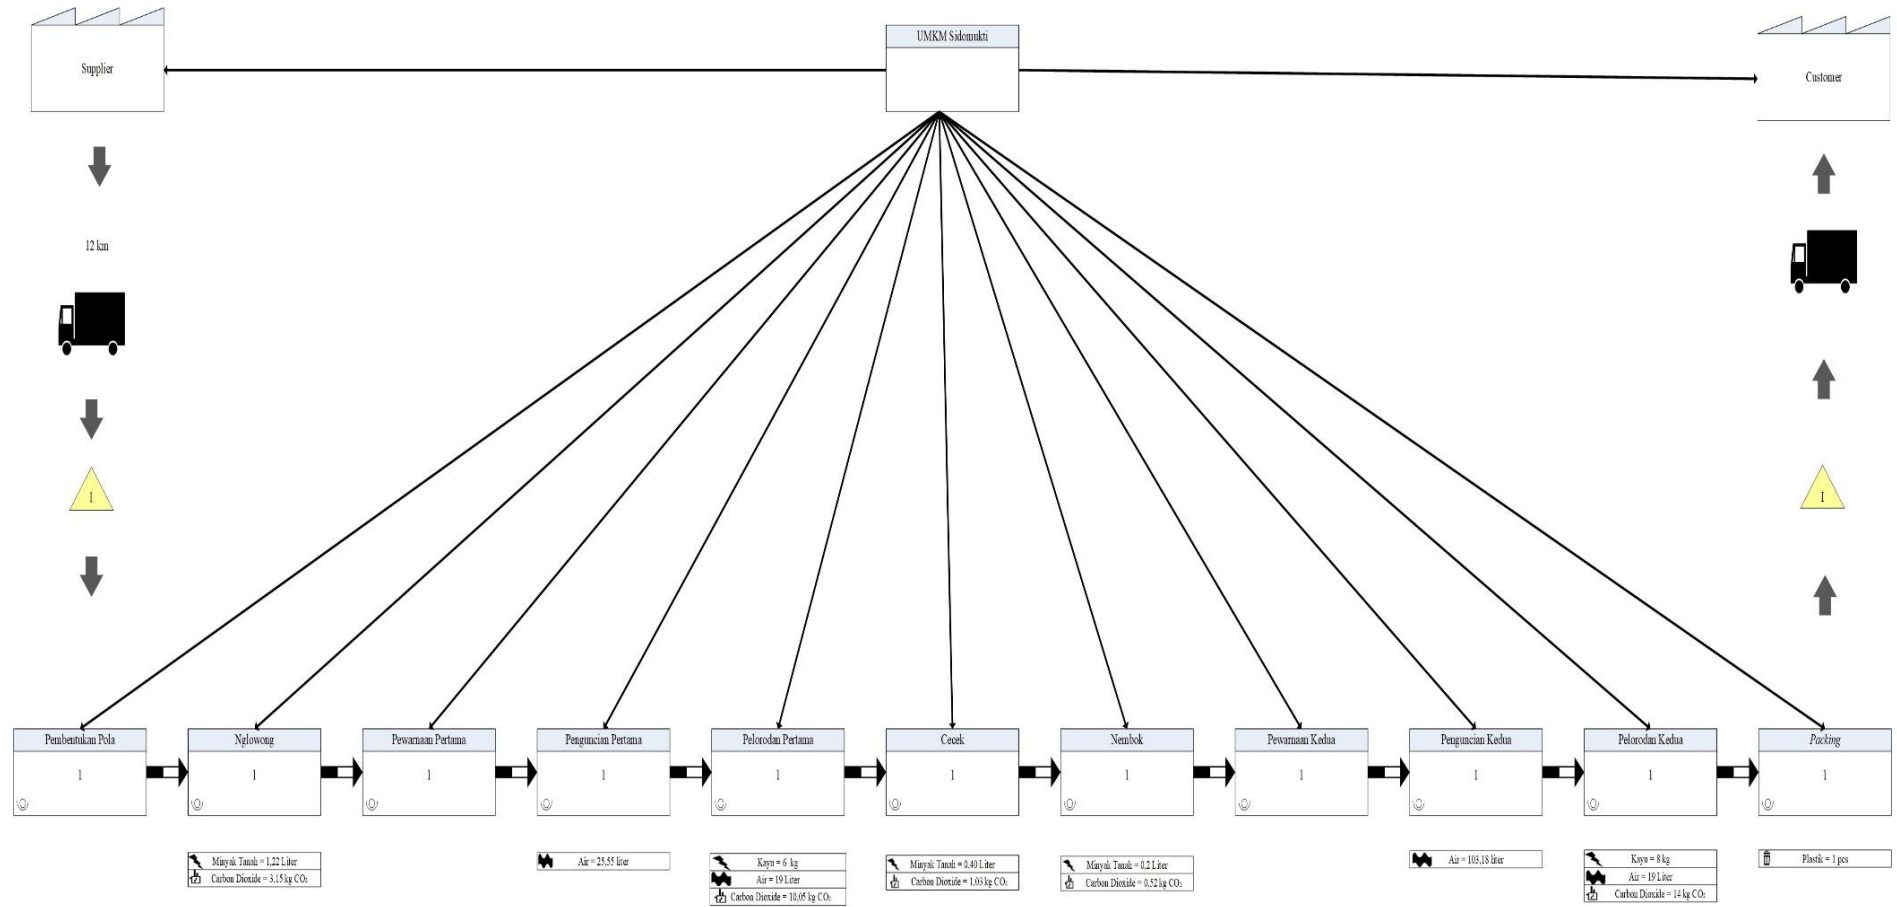 UMKM Sidomukti
Supplier
Customer
12 km
I
I
Pembentukan Pola
Nglowong
Pewarnaan Pertama
Penguncian Pertama
Pelorodan Pertama
Cecek
Nembok
Pewarnaan Kedua
Penguncian Kedua
Pelorodan Kedua
Packing
1
1
1
1
1
1
1
1
1
1
1
Minyak Tanah = 1,22 Liter
Carbon Dioxide = 3,15 kg CO₂
Air = 25,55 liter
Kayu = 6 kg
Air = 19 Liter
Carbon Dioxide = 10,05 kg CO₂
Minyak Tanah = 0,40 Liter
Carbon Dioxide = 1,03 kg CO₂
Minyak Tanah = 0,2 Liter
Carbon Dioxide = 0,52 kg CO₂
Air = 103,18 liter
Kayu = 8 kg
Air = 19 Liter
Carbon Dioxide = 14 kg CO₂
Plastik = 1 pcs